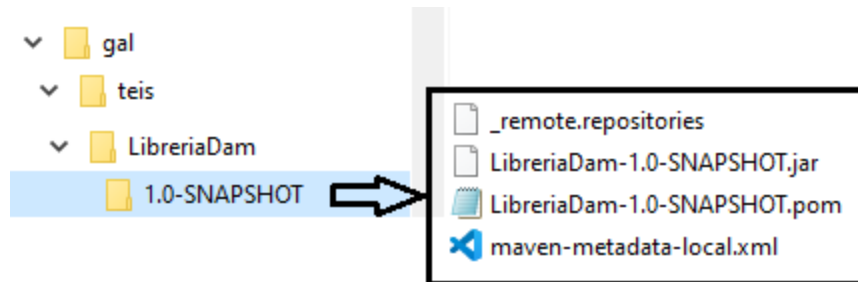 gal
teis
LibreriaDam
1.0-SNAPSHOT
_remote.repositories
LibreriaDam-1.0-SNAPSHOT.jar
LibreriaDam-1.0-SNAPSHOT.pom
maven-metadata-local.xml